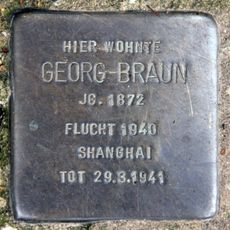 HIER WOHNTE
GEORG BRAUN
JG. 1872
FLUCHT 1940
SHANGHAI
TOT 29.3.1941